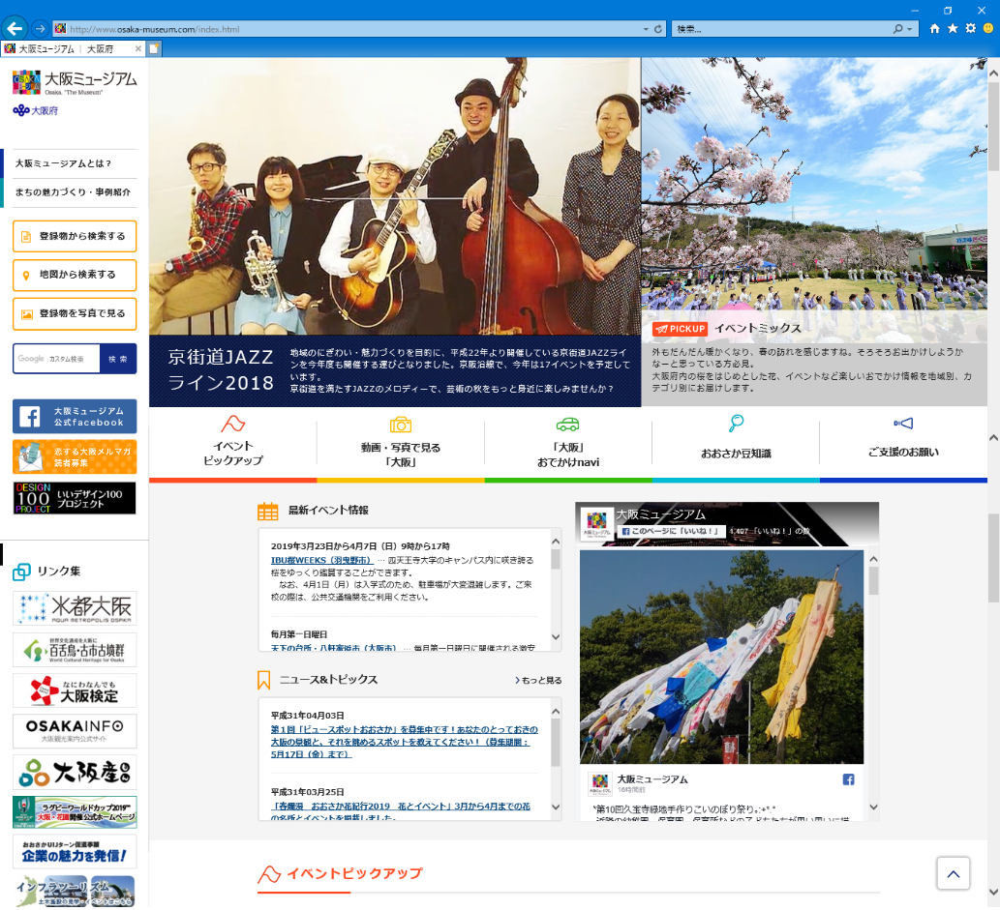 http://www.osaka-museum.com/index.html
検索...
大阪ミュージアム | 大阪府
OSAKA MUSEUM
大阪ミュージアム
Osaka, "The Museum"
大阪府
大阪ミュージアムとは？
まちの魅力づくり・事例紹介
登録物から検索する
地図から検索する
登録物を写真で見る
Google カスタム検索
検 索
大阪ミュージアム
公式facebook
恋する大阪メルマガ
読者募集
DESIGN
100
PROJECT
いいデザイン100
プロジェクト
リンク集
水都大阪
AQUA METROPOLIS OSAKA
世界文化遺産を大阪に
百舌鳥・古市古墳群
World Cultural Heritage for Osaka
なにわなんでも
大阪検定
OSAKAINFO
大阪観光案内公式サイト
大阪産
ラグビーワールドカップ2019™
大阪・花園開催公式ホームページ
おおさかUIJターン促進事業
企業の魅力を発信！
インフラツーリズム
京街道JAZZ
ライン2018
地域のにぎわい・魅力づくりを目的に、平成22年より開催している京街道JAZZライ
ンを今年度も開催する運びとなりました。京阪沿線で、今年は17イベントを予定して
います。
京街道を満たすJAZZのメロディーで、芸術の秋をもっと身近に楽しみませんか？
PICKUP イベントミックス
外もだんだん暖かくなり、春の訪れを感じますね。そろそろお出かけしようか
なーと思っている方必見。
大阪府内の桜をはじめとした花、イベントなど楽しいおでかけ情報を地域別、カ
テゴリ別にお届けします。
イベント
ピックアップ
動画・写真で見る
「大阪」
「大阪」
おでかけnavi
おおさか豆知識
ご支援のお願い
最新イベント情報
2019年3月23日から4月7日（日）9時から17時
IBU桜WEEKS（羽曳野市） … 四天王寺大学のキャンパス内に咲き誇る
桜をゆっくり鑑賞することができます。
なお、4月1日（月）は入学式のため、駐車場が大変混雑します。ご来
校の際は、公共交通機関をご利用ください。
毎月第一日曜日
天下の台所・八軒家浜市（大阪市） … 毎月第一日曜日に開催される激安
ニュース&トピックス
もっと見る
平成31年04月03日
第１回「ビュースポットおおさか」を募集中です！あなたのとっておきの
大阪の景観と、それを眺めるスポットを教えてください！（募集期間：
5月17日（金）まで）
平成31年03月25日
「春爛漫 おおさか花紀行2019 花とイベント」3月から4月までの花
の名所とイベントを掲載しました。
大阪ミュージアム
このページに「いいね！」
4,407「いいね！」の数
大阪ミュージアム
16時間前
*第10回久宝寺緑地手作りこいのぼり祭り。:+*.*
近隣の幼稚園、保育園、保育所などの子どもたちが思い思いに描
イベントピックアップ